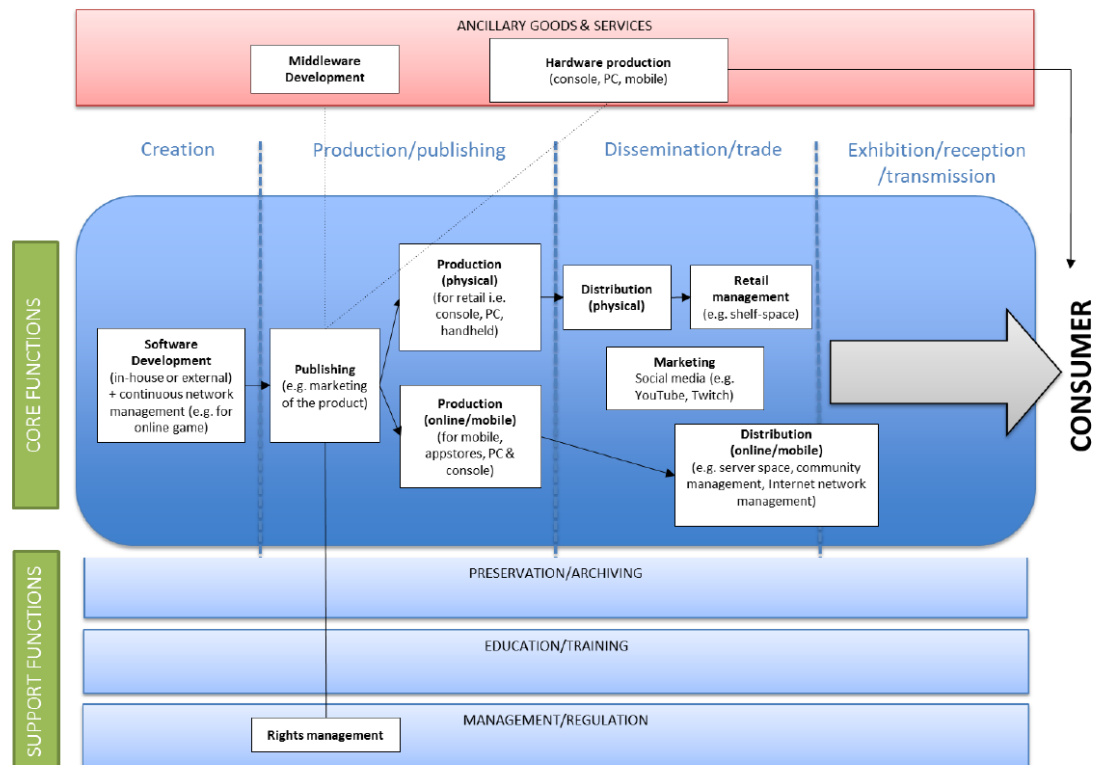 ANCILLARY GOODS & SERVICES
Middleware
Development
Hardware production
(console, PC, mobile)
Creation
Production/publishing
Dissemination/trade
Exhibition/reception
/transmission
CORE FUNCTIONS
Software
Development
(in-house or external)
+ continuous network
management (e.g. for
online game)
Publishing
(e.g. marketing
of the product)
Production
(physical)
(for retail i.e.
console, PC,
handheld)
Production
(online/mobile)
(for mobile,
appstores, PC &
console)
Distribution
(physical)
Retail
management
(e.g. shelf-space)
Marketing
Social media (e.g.
YouTube, Twitch)
Distribution
(online/mobile)
(e.g. server space, community
management, Internet network
management)
CONSUMER
SUPPORT FUNCTIONS
PRESERVATION/ARCHIVING
EDUCATION/TRAINING
MANAGEMENT/REGULATION
Rights management